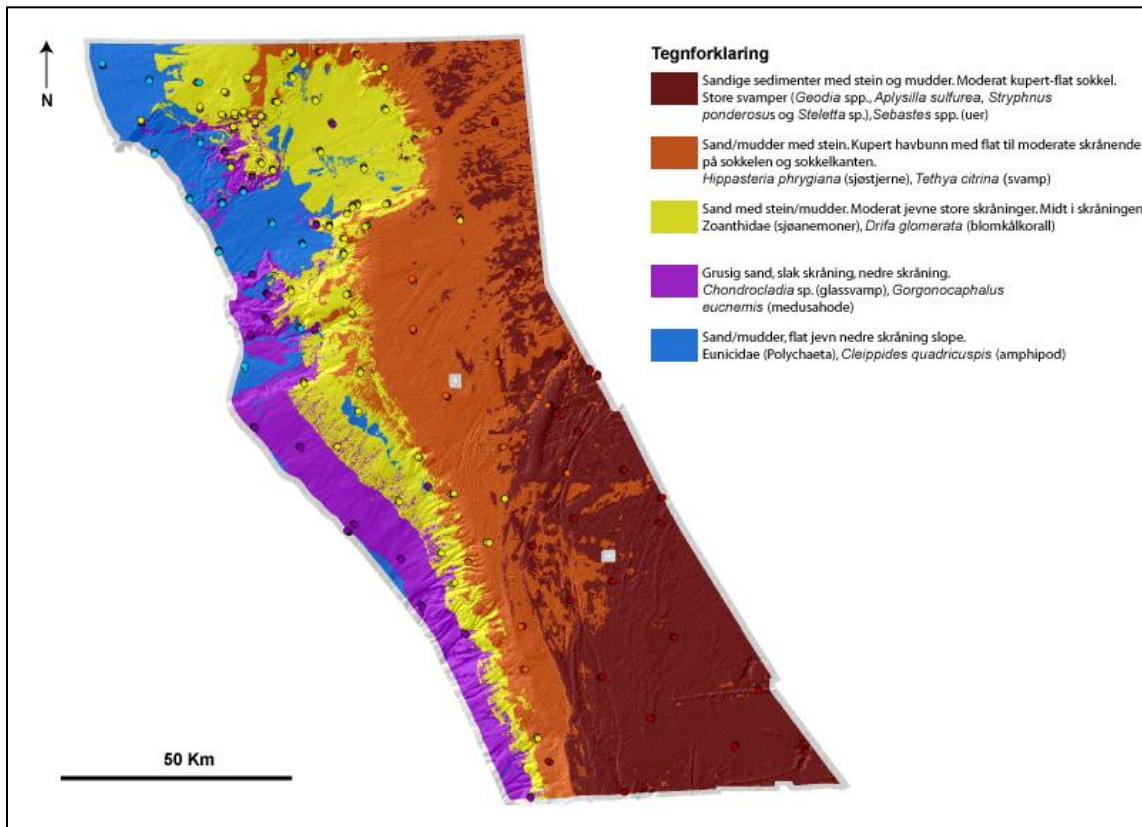 N
Tegnforklaring
Sandige sedimenter med stein og mudder. Moderat kupert-flat sokkel.
Store svamper (Geodia spp., Aplysilla sulfurea, Stryphnus
ponderosus og Steletta sp.), Sebastes spp. (uer)
Sand/mudder med stein. Kupert havbunn med flat til moderate skrånende
på sokkelen og sokkelkanten.
Hippasteria phrygiana (sjøstjerne), Tethya citrina (svamp)
Sand med stein/mudder. Moderat jevne store skråninger. Midt i skråningen
Zoanthidae (sjøanemoner), Drifa glomerata (blomkålkorall)
Grusig sand, slak skråning, nedre skråning.
Chondrocladia sp. (glassvamp), Gorgonocaphalus
eucnemis (medusahode)
Sand/mudder, flat jevn nedre skråning slope.
Eunicidae (Polychaeta), Cleippides quadricuspis (amphipod)
50 Km